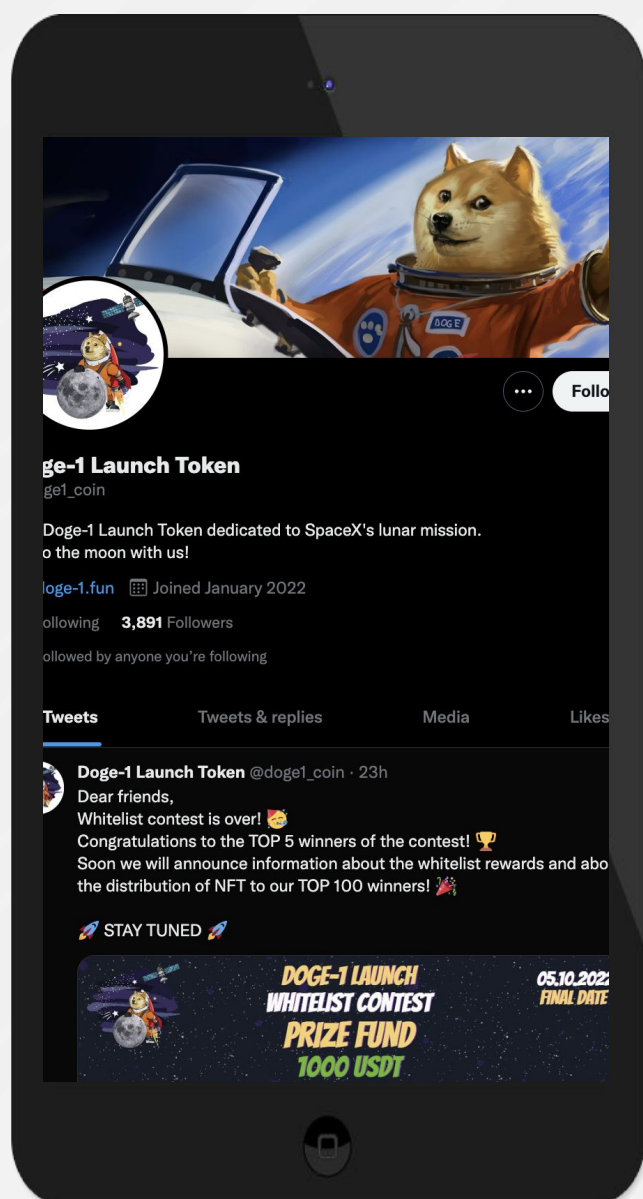 DOGE
...
Follo
ge-1 Launch Token
ge1_coin
Doge-1 Launch Token dedicated to SpaceX's lunar mission.
o the moon with us!
loge-1.fun Joined January 2022
ollowing 3,891 Followers
ollowed by anyone you're following
Tweets Tweets & replies Media Likes
Doge-1 Launch Token @doge1_coin · 23h
Dear friends,
Whitelist contest is over! 🥳
Congratulations to the TOP 5 winners of the contest! 🏆
Soon we will announce information about the whitelist rewards and abo
the distribution of NFT to our TOP 100 winners! 🎉
🚀 STAY TUNED 🚀
DOGE-1 LAUNCH
WHITELIST CONTEST
PRIZE FUND
1000 USDT
05.10.2022
FINAL DATE